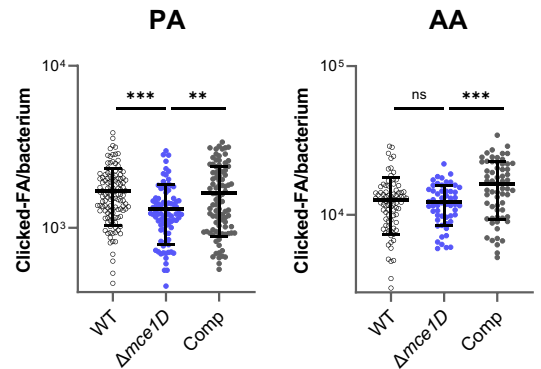 PA
Clicked-FA/bacterium
10⁴
10³
*** **
WT
Δmce1D
Comp
AA
Clicked-FA/bacterium
10⁵
10⁴
ns ***
WT
Δmce1D
Comp